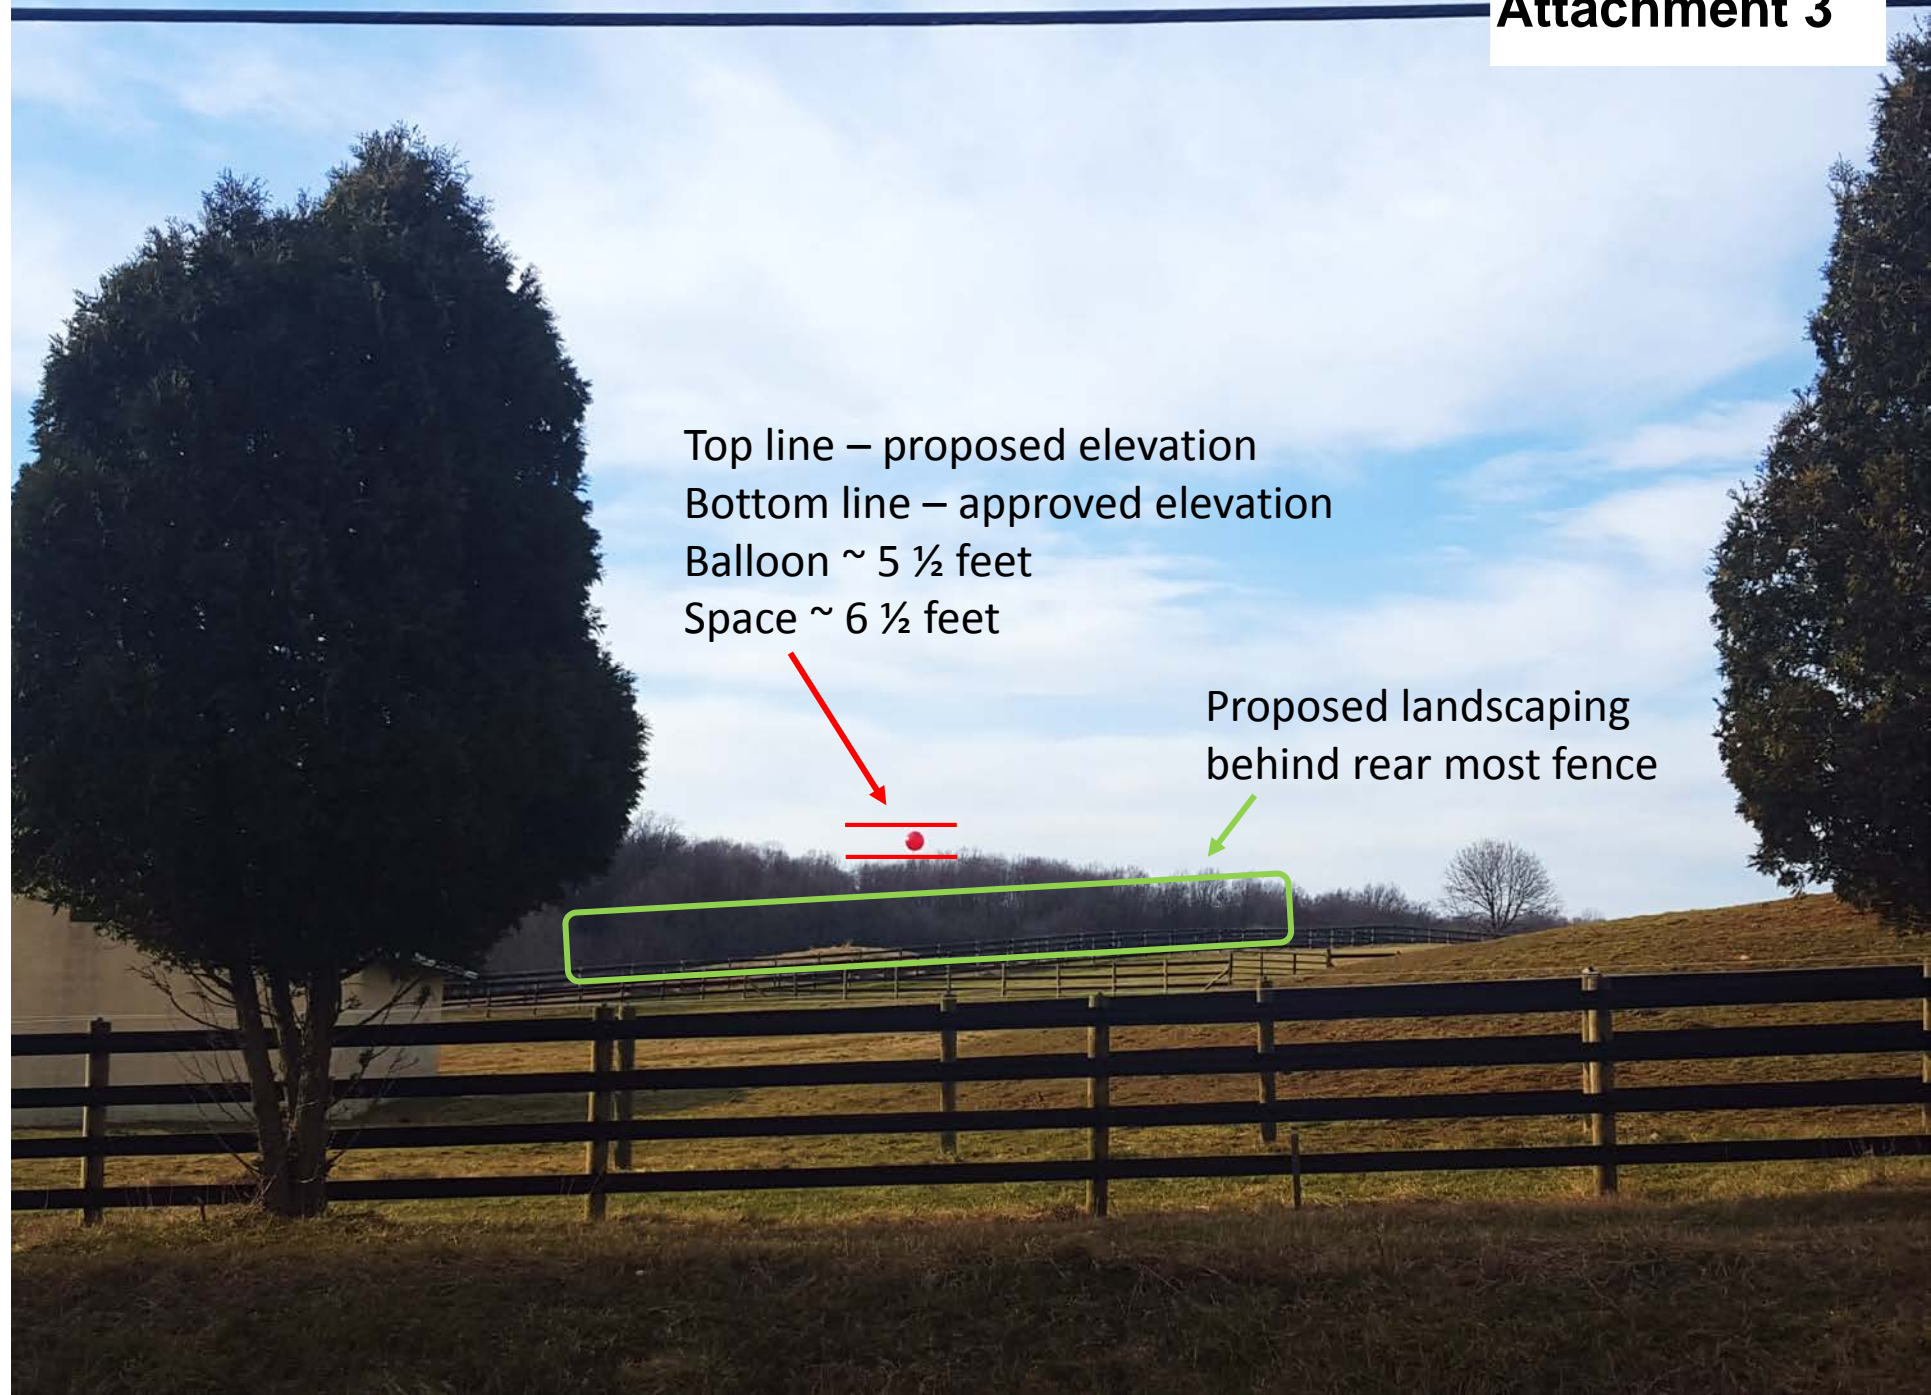 Attachment 3
Top line – proposed elevation
Bottom line – approved elevation
Balloon ~ 5 ½ feet
Space ~ 6 ½ feet
Proposed landscaping
behind rear most fence